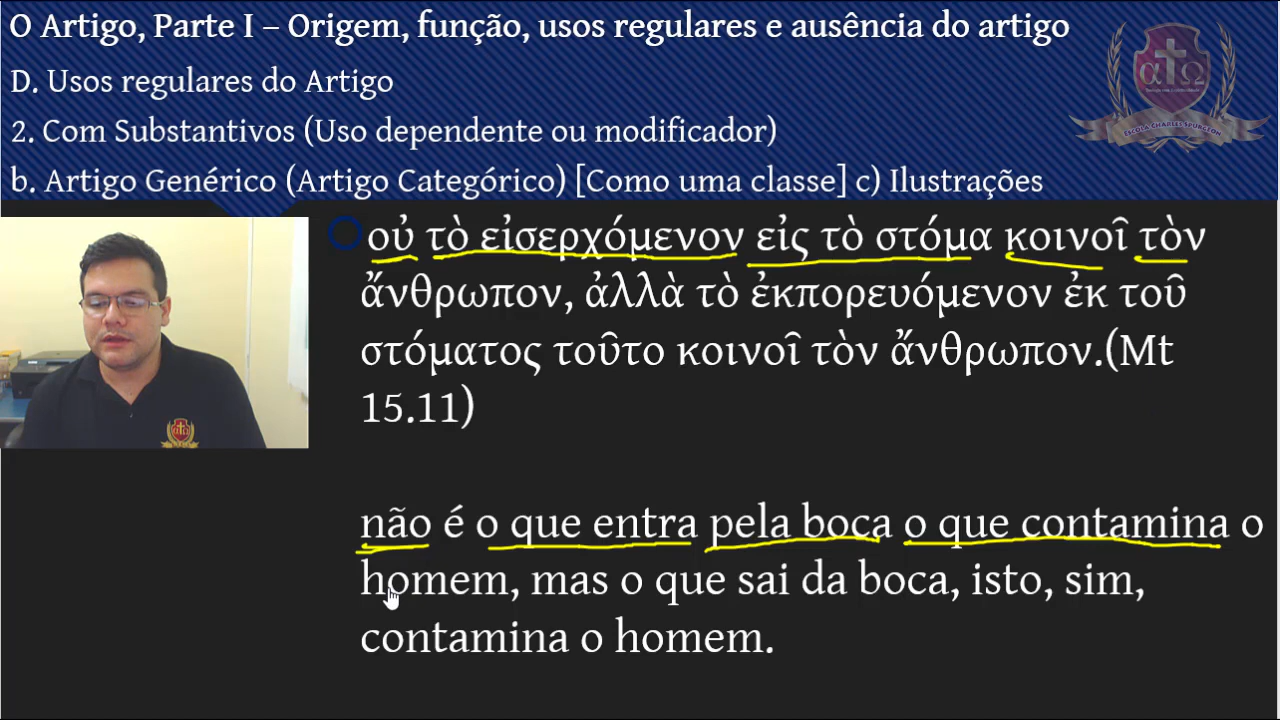 O Artigo, Parte I – Origem, função, usos regulares e ausência do artigo
D. Usos regulares do Artigo
2. Com Substantivos (Uso dependente ou modificador)
b. Artigo Genérico (Artigo Categórico) [Como uma classe] c) Ilustrações
α Ω
ESCOLA CHARLES SPURGEON
οὐ τὸ εἰσερχόμενον εἰς τὸ στόμα κοινοῖ τὸν
ἄνθρωπον, ἀλλὰ τὸ ἐκπορευόμενον ἐκ τοῦ
στόματος τοῦτο κοινοῖ τὸν ἄνθρωπον.(Mt
15.11)
não é o que entra pela boca o que contamina o
homem, mas o que sai da boca, isto, sim,
contamina o homem.